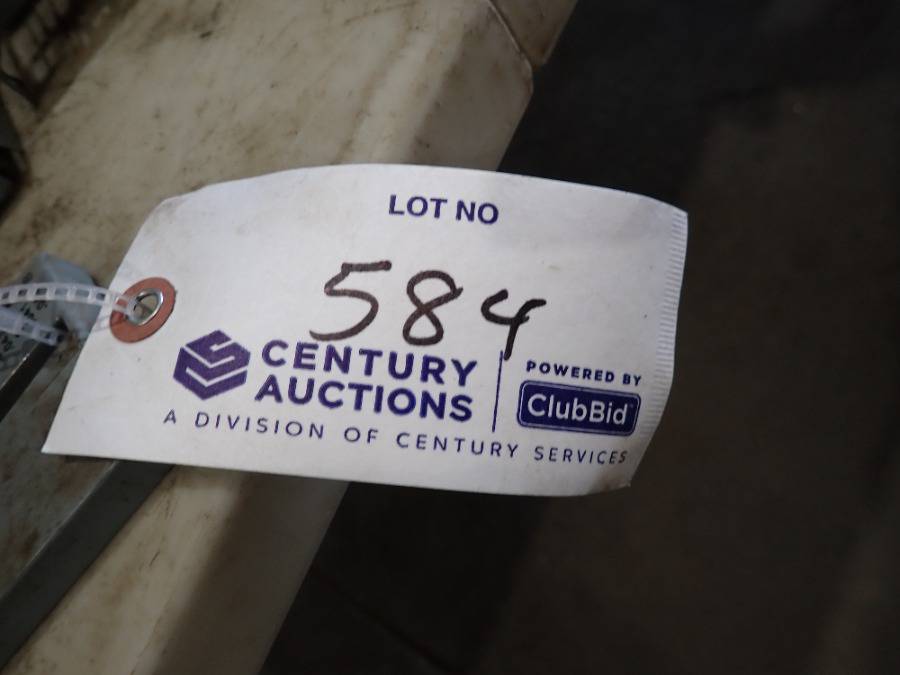 LOT NO
584
CENTURY
AUCTIONS
A DIVISION OF CENTURY SERVICES
POWERED BY
ClubBid